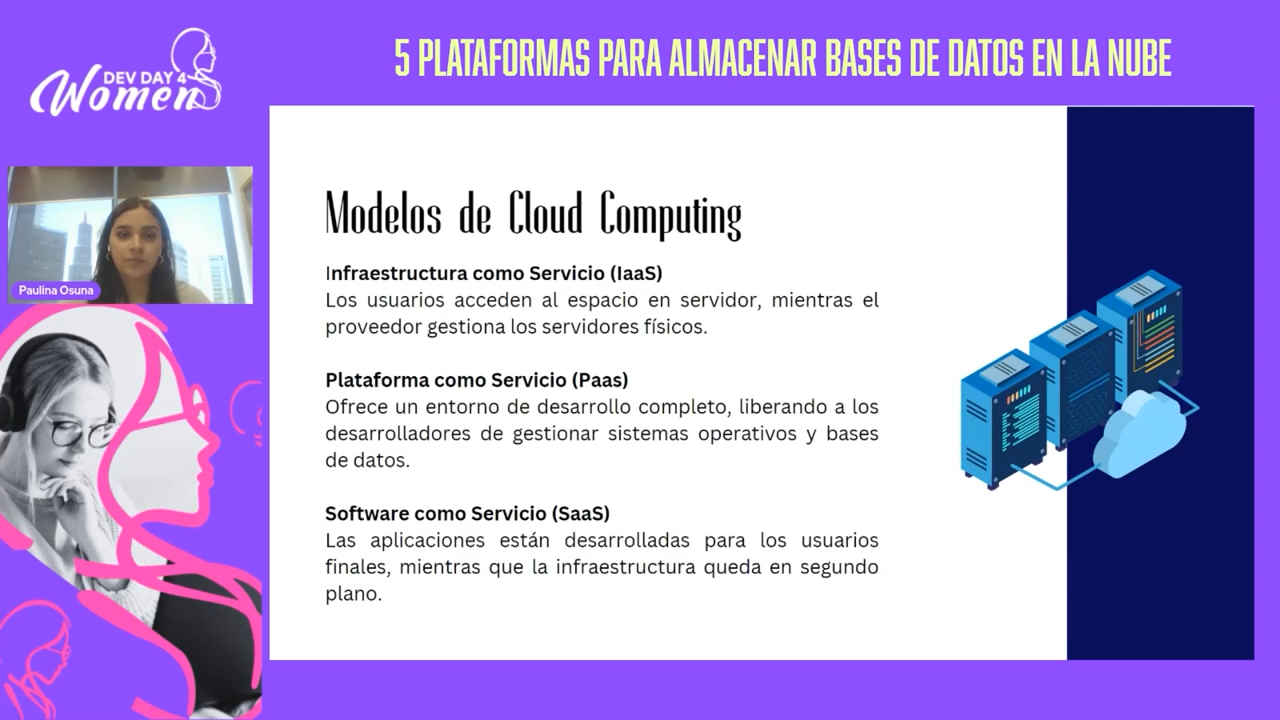 DEV DAY 4
Women
5 PLATAFORMAS PARA ALMACENAR BASES DE DATOS EN LA NUBE
Paulina Osuna
Modelos de Cloud Computing
Infraestructura como Servicio (IaaS)
Los usuarios acceden al espacio en servidor, mientras el
proveedor gestiona los servidores físicos.
Plataforma como Servicio (Paas)
Ofrece un entorno de desarrollo completo, liberando a los
desarrolladores de gestionar sistemas operativos y bases
de datos.
Software como Servicio (SaaS)
Las aplicaciones están desarrolladas para los usuarios
finales, mientras que la infraestructura queda en segundo
plano.